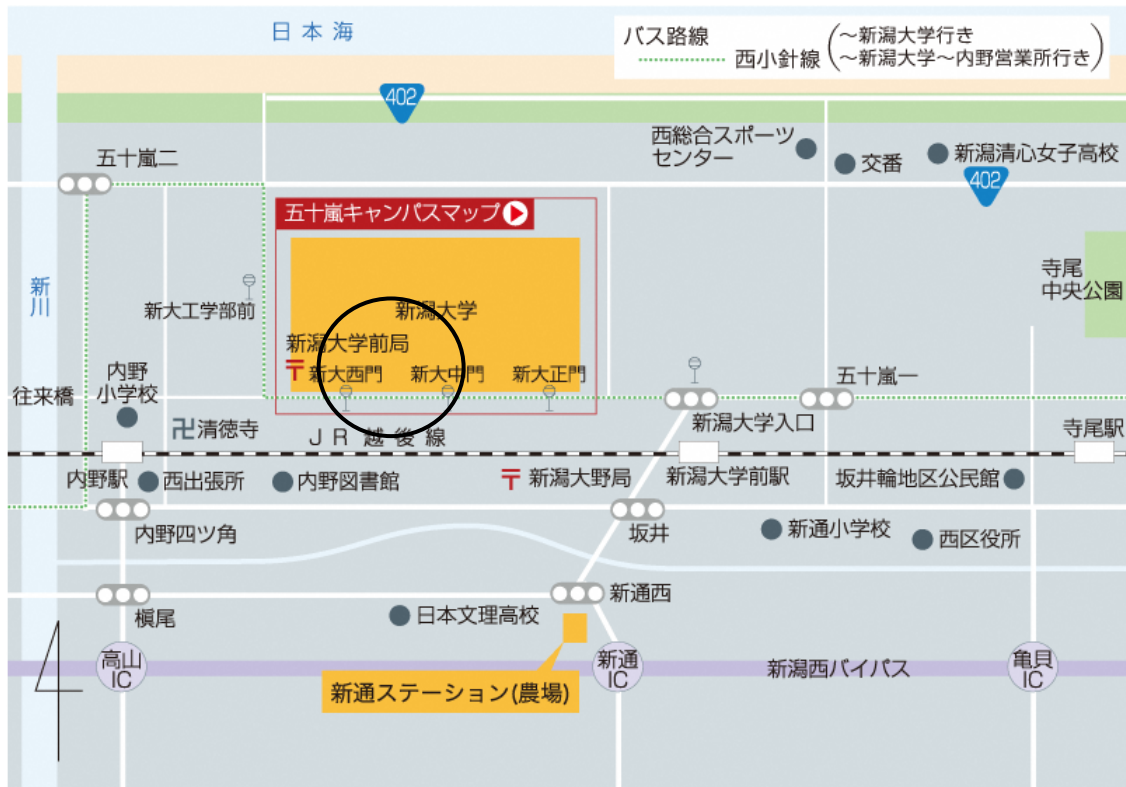 日本海
バス路線
西小針線
～新潟大学行き
～新潟大学～内野営業所行き
402
西総合スポーツ
センター
交番
新潟清心女子高校
402
五十嵐二
五十嵐キャンパスマップ
新川
新大工学部前
新潟大学
新潟大学前局
新大西門
新大中門
新大正門
寺尾
中央公園
往来橋
内野
小学校
清徳寺
JR越後線
五十嵐一
新潟大学入口
寺尾駅
内野駅
西出張所
内野図書館
新潟大野局
新潟大学前駅
坂井輪地区公民館
内野四ツ角
坂井
新通小学校
西区役所
槇尾
日本文理高校
新通西
高山
IC
新通
IC
新潟西バイパス
亀貝
IC
新通ステーション(農場)